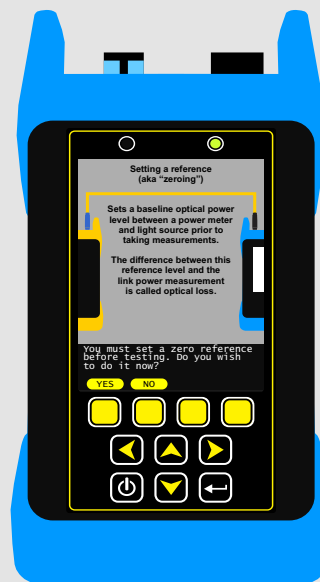 Setting a reference
(aka “zeroing”)
Sets a baseline optical power
level between a power meter
and light source prior to
taking measurements.
The difference between this
reference level and the
link power measurement
is called optical loss.
You must set a zero reference
before testing. Do you wish
to do it now?
YES NO